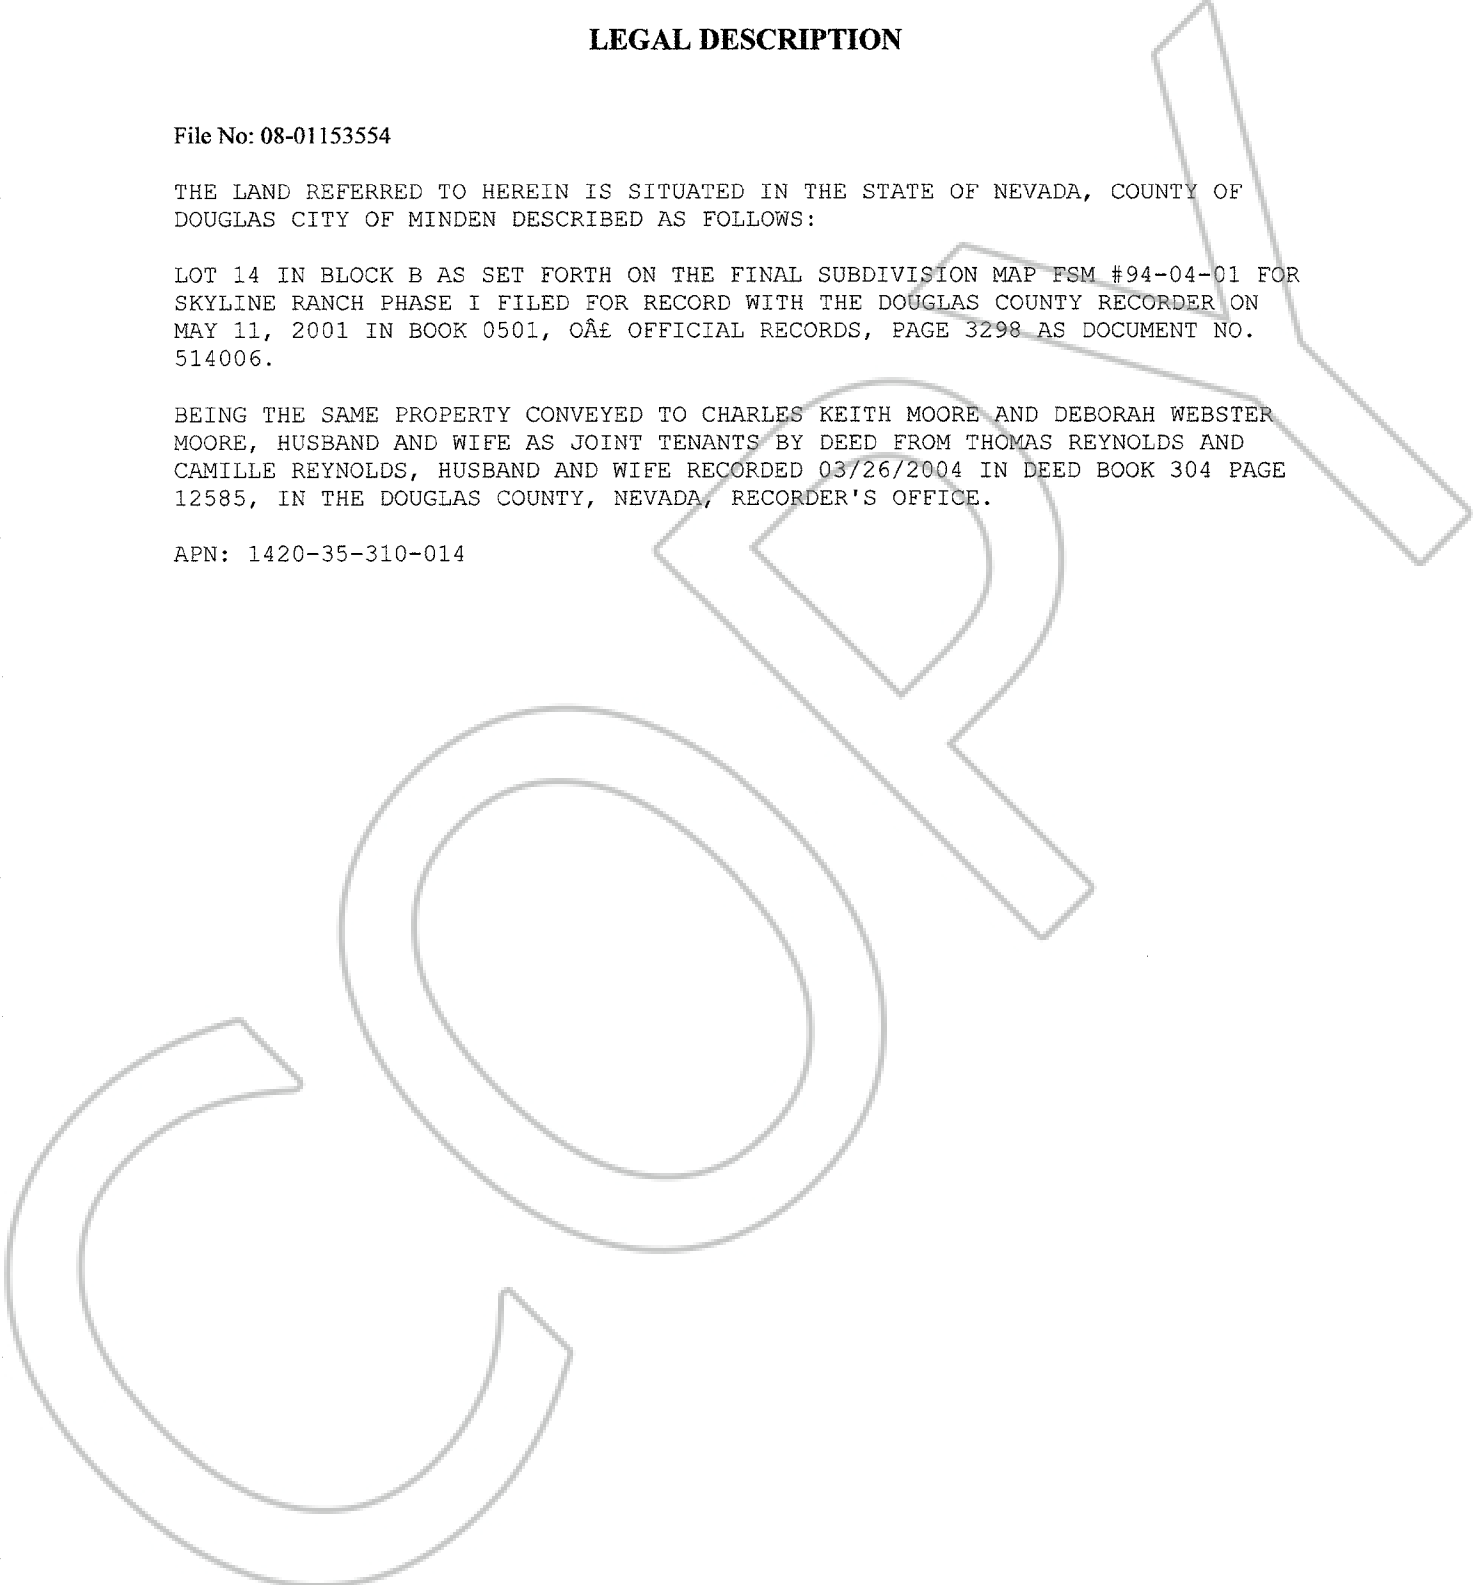 LEGAL DESCRIPTION
File No: 08-01153554
THE LAND REFERRED TO HEREIN IS SITUATED IN THE STATE OF NEVADA, COUNTY OF
DOUGLAS CITY OF MINDEN DESCRIBED AS FOLLOWS:
LOT 14 IN BLOCK B AS SET FORTH ON THE FINAL SUBDIVISION MAP FSM #94-04-01 FOR
SKYLINE RANCH PHASE I FILED FOR RECORD WITH THE DOUGLAS COUNTY RECORDER ON
MAY 11, 2001 IN BOOK 0501, OÂ£ OFFICIAL RECORDS, PAGE 3298 AS DOCUMENT NO.
514006.
BEING THE SAME PROPERTY CONVEYED TO CHARLES KEITH MOORE AND DEBORAH WEBSTER
MOORE, HUSBAND AND WIFE AS JOINT TENANTS BY DEED FROM THOMAS REYNOLDS AND
CAMILLE REYNOLDS, HUSBAND AND WIFE RECORDED 03/26/2004 IN DEED BOOK 304 PAGE
12585, IN THE DOUGLAS COUNTY, NEVADA, RECORDER'S OFFICE.
APN: 1420-35-310-014
COPY